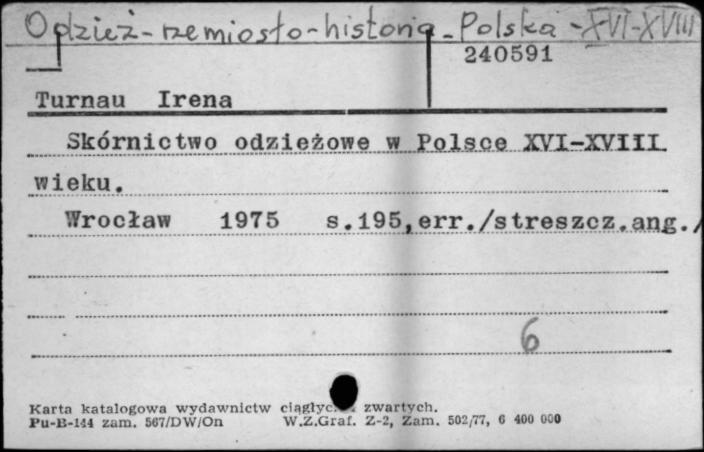 Odzież-rzemiosło-historia-Polska-XVI-XVIII
240591
Turnau Irena
Skórnictwo odzieżowe w Polsce XVI-XVIII
wieku.
Wrocław 1975 s.195,err./streszcz.ang./
6
Karta katalogowa wydawnictw ciągłych i zwartych.
Pu-B-144 zam. 567/DW/On W.Z.Graf. Z-2, Zam. 502/77, 6 400 000